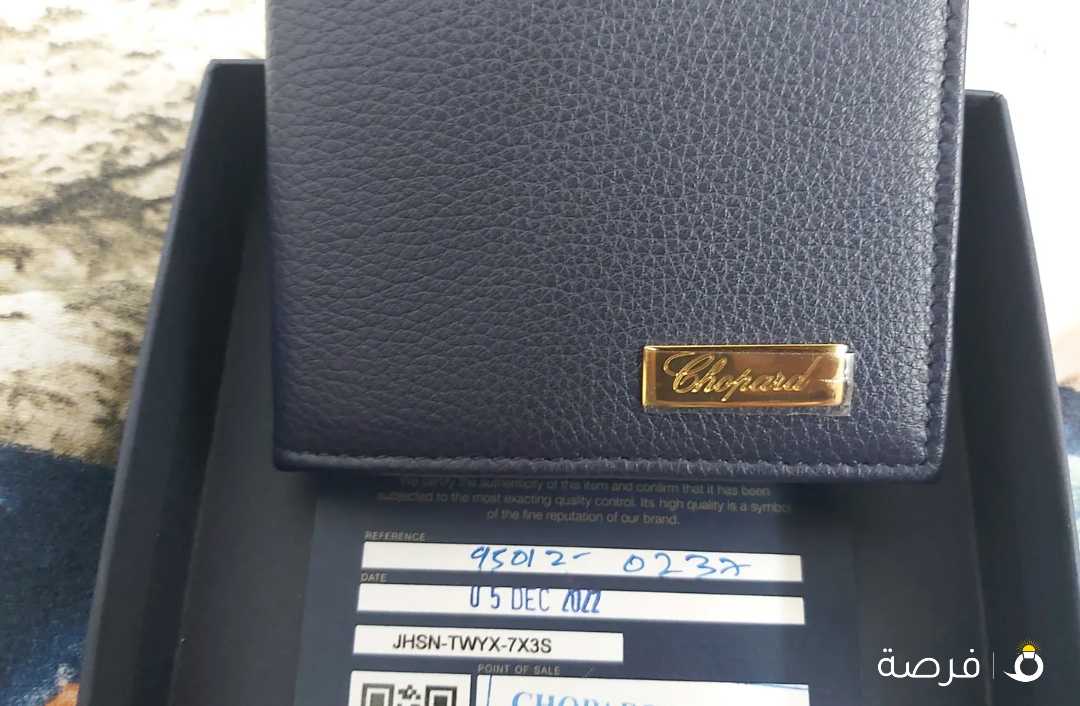 Chopard
We certify the authenticity of this item and confirm that it has been
subjected to the most exacting quality control. Its high quality is a symbol
of the fine reputation of our brand.
REFERENCE
95012- 0237
DATE
05 DEC 2022
JHSN-TWYX-7X3S
POINT OF SALE
فرصة